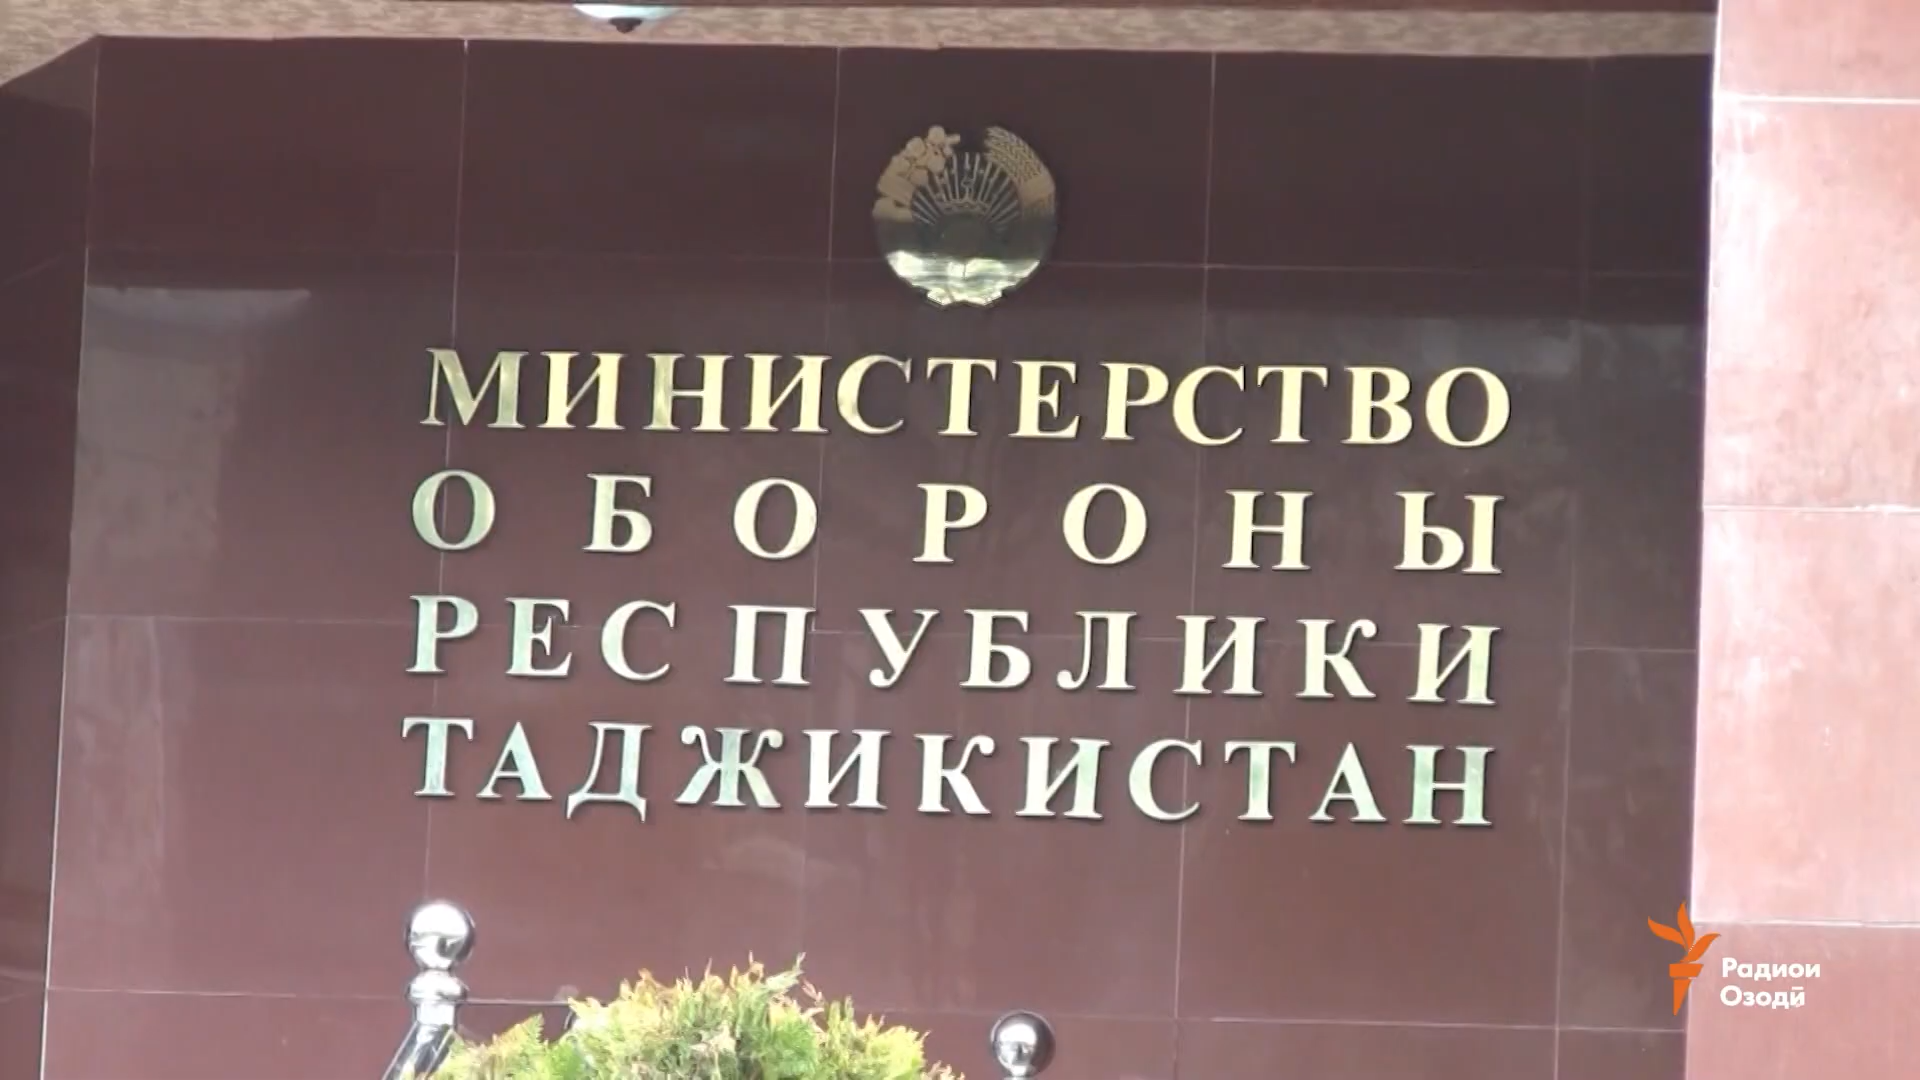 МИНИСТЕРСТВО
ОБОРОНЫ
РЕСПУБЛИКИ
ТАДЖИКИСТАН
Радиои
Озодӣ